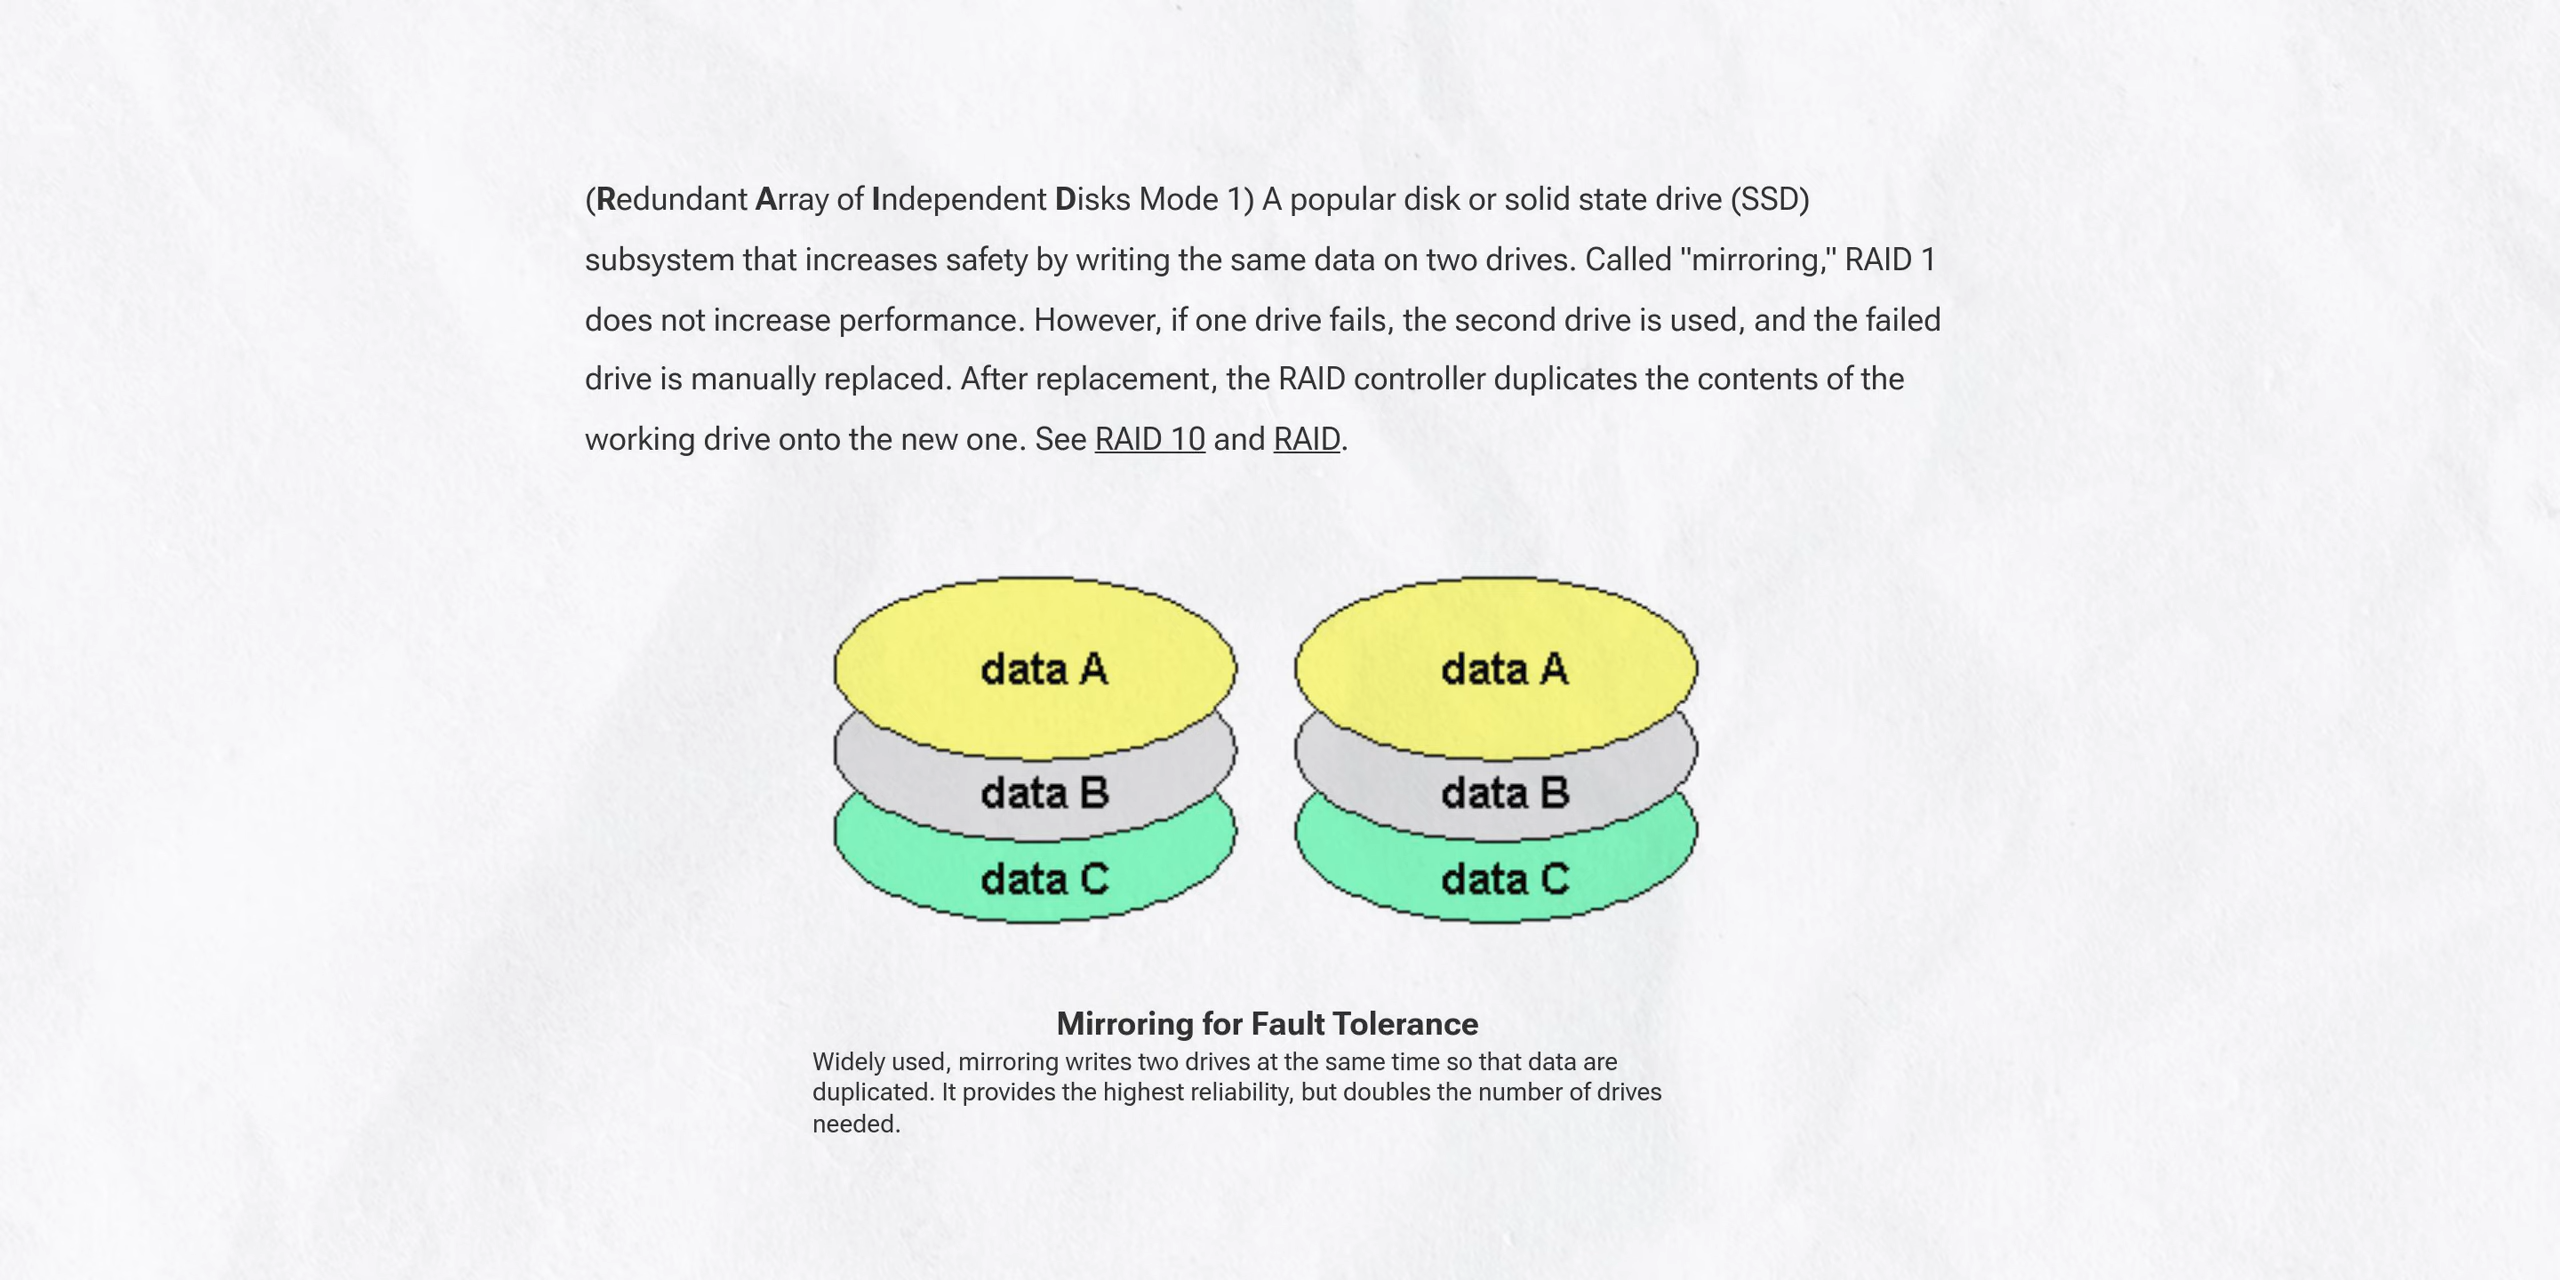 (Redundant Array of Independent Disks Mode 1) A popular disk or solid state drive (SSD)
subsystem that increases safety by writing the same data on two drives. Called "mirroring," RAID 1
does not increase performance. However, if one drive fails, the second drive is used, and the failed
drive is manually replaced. After replacement, the RAID controller duplicates the contents of the
working drive onto the new one. See RAID 10 and RAID.
data A data A
data B data B
data C data C
Mirroring for Fault Tolerance
Widely used, mirroring writes two drives at the same time so that data are
duplicated. It provides the highest reliability, but doubles the number of drives
needed.